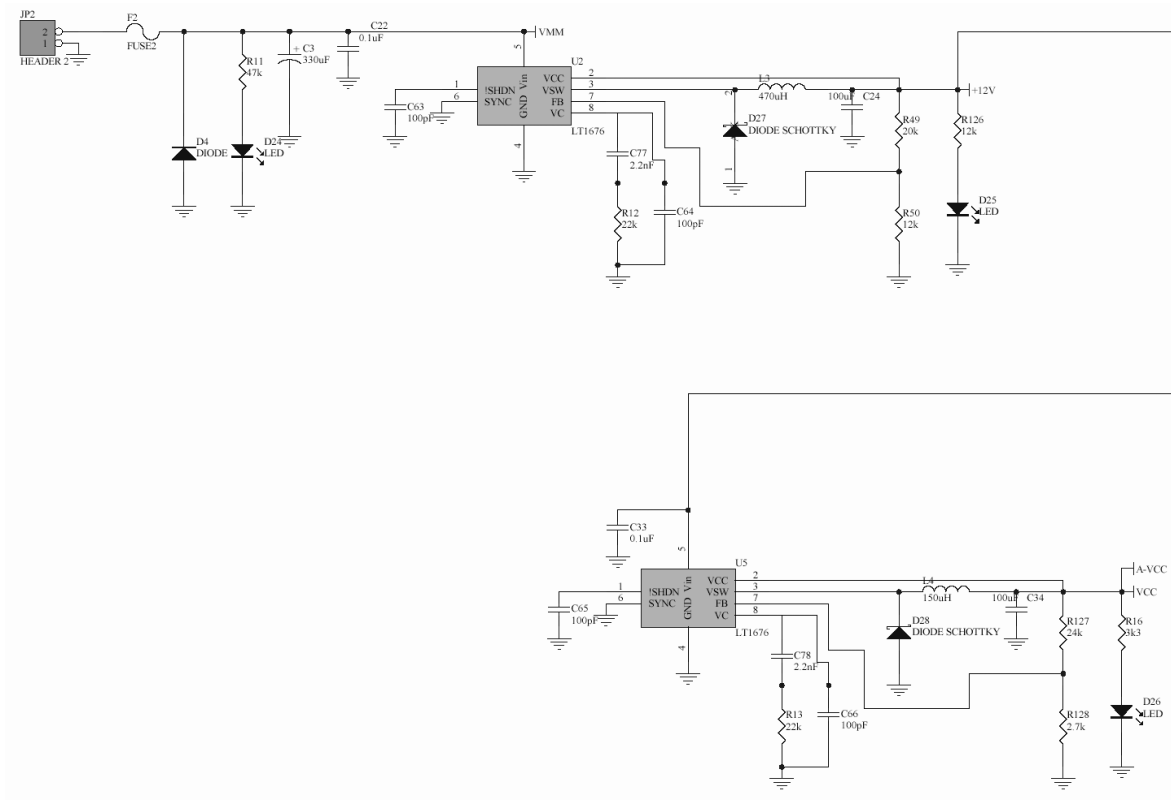 JP2
2
1
HEADER 2
F2
FUSE2
R11
47k
+ C3
330uF
C22
0.1uF
VMM
D4
DIODE
D24
LED
C63
100pF
5
U2
1
6
!SHDN
SYNC
Vin
GND
VCC
VSW
FB
VC
2
3
7
8
LT1676
4
C77
2.2nF
R12
22k
C64
100pF
2
D27
DIODE SCHOTTKY
1
L3
470uH
100uF
C24
R49
20k
R50
12k
+12V
R126
12k
D25
LED
C33
0.1uF
5
U5
C65
100pF
1
6
!SHDN
SYNC
Vin
GND
VCC
VSW
FB
VC
2
3
7
8
LT1676
4
C78
2.2nF
R13
22k
C66
100pF
D28
DIODE SCHOTTKY
L4
150uH
100uF
C34
R127
24k
R128
2.7k
A-VCC
VCC
R16
3k3
D26
LED